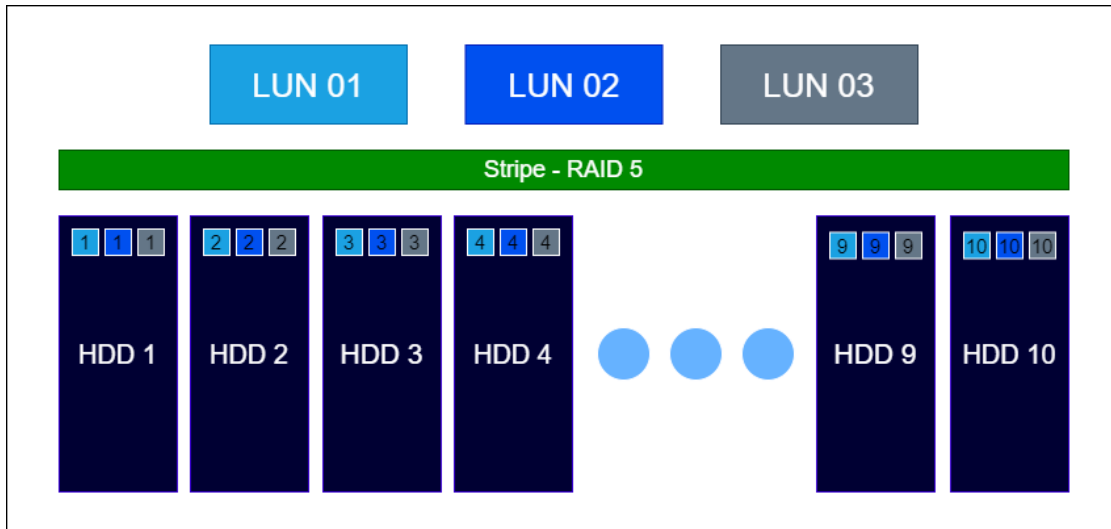 LUN 01 LUN 02 LUN 03
Stripe - RAID 5
1 1 1 2 2 2 3 3 3 4 4 4 9 9 9 10 10 10
HDD 1 HDD 2 HDD 3 HDD 4 HDD 9 HDD 10